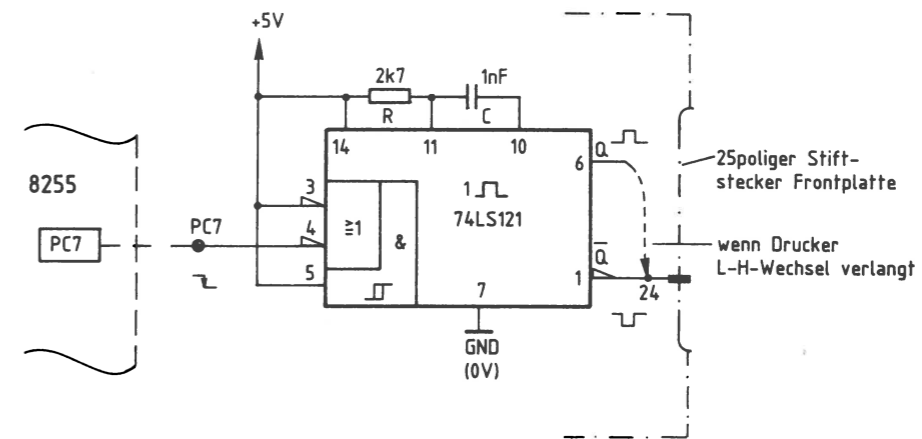 +5V
2k7
R
1nF
C
14
11
10
8255
PC7
PC7
3
4
5
≧1
&
1
74LS121
7
6
Q
Q̅
1
24
GND
(0V)
25poliger Stift-
stecker Frontplatte
wenn Drucker
L-H-Wechsel verlangt